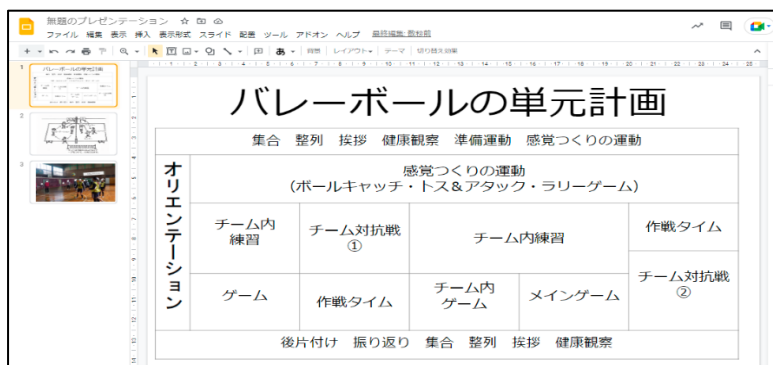 無題のプレゼンテーション
ファイル 編集 表示 挿入 表示形式 スライド 配置 ツール アドオン ヘルプ 最終編集: 数秒前
背景 レイアウト テーマ 切り替え効果
バレーボールの単元計画
集合 整列 挨拶 健康観察 準備運動 感覚つくりの運動
オリエンテーション
感覚つくりの運動
(ボールキャッチ・トス&アタック・ラリーゲーム)
チーム内
練習
チーム対抗戦
①
チーム内練習
作戦タイム
ゲーム
作戦タイム
チーム内
ゲーム
メインゲーム
チーム対抗戦
②
後片付け 振り返り 集合 整列 挨拶 健康観察